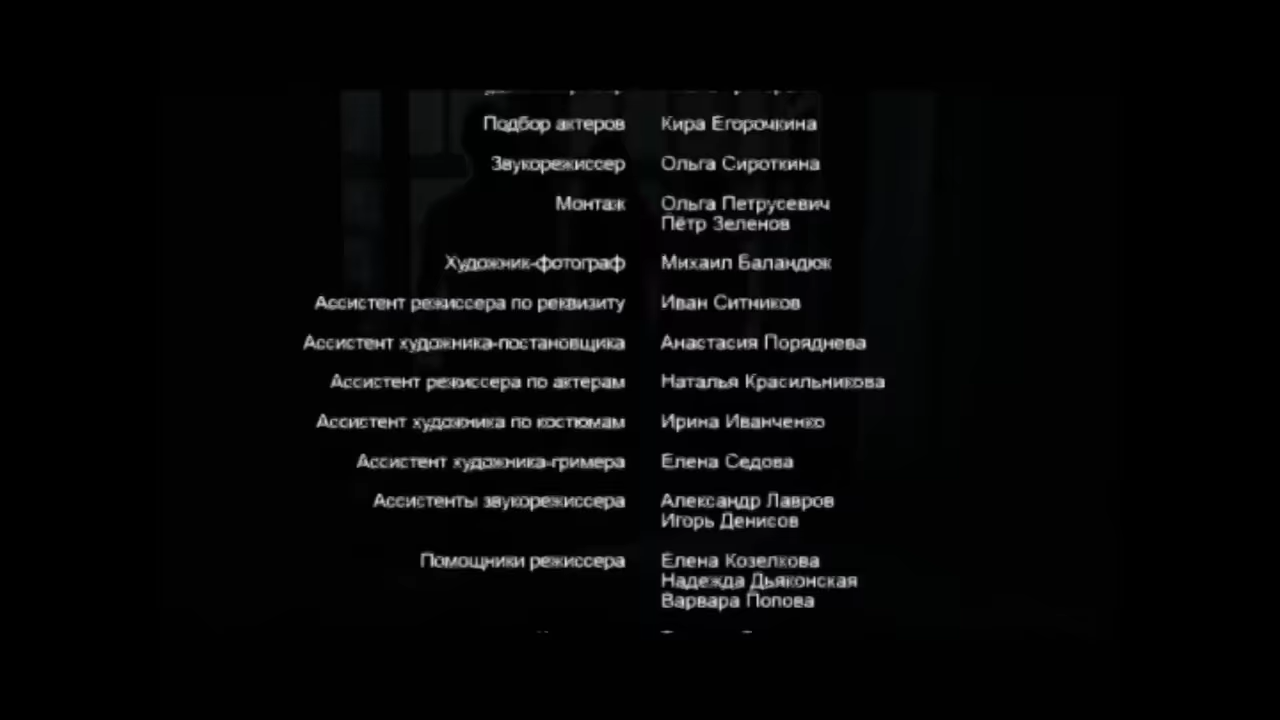 Подбор актеров Кира Егорочкина
Звукорежиссер Ольга Сироткина
Монтаж Ольга Петрусевич
Пётр Зеленов
Художник-фотограф Михаил Баландюк
Ассистент режиссера по реквизиту Иван Ситников
Ассистент художника-постановщика Анастасия Поряднева
Ассистент режиссера по актерам Наталья Красильникова
Ассистент художника по костюмам Ирина Иванченко
Ассистент художника-гримера Елена Седова
Ассистенты звукорежиссера Александр Лавров
Игорь Денисов
Помощники режиссера Елена Козелкова
Надежда Дьяконская
Варвара Попова